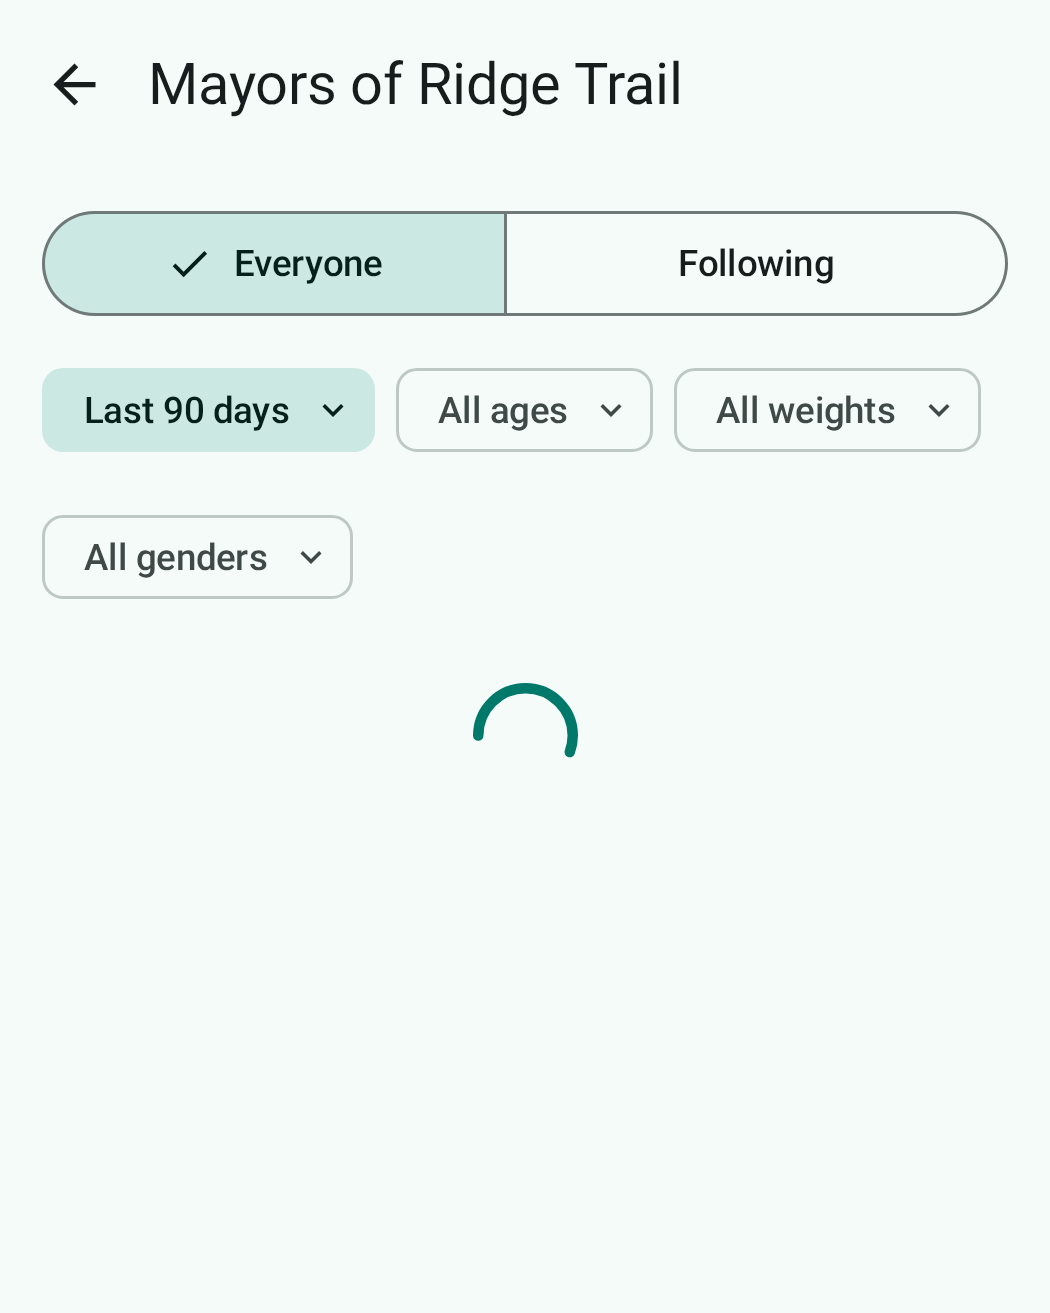 Mayors of Ridge Trail
Everyone Following
Last 90 days All ages All weights
All genders